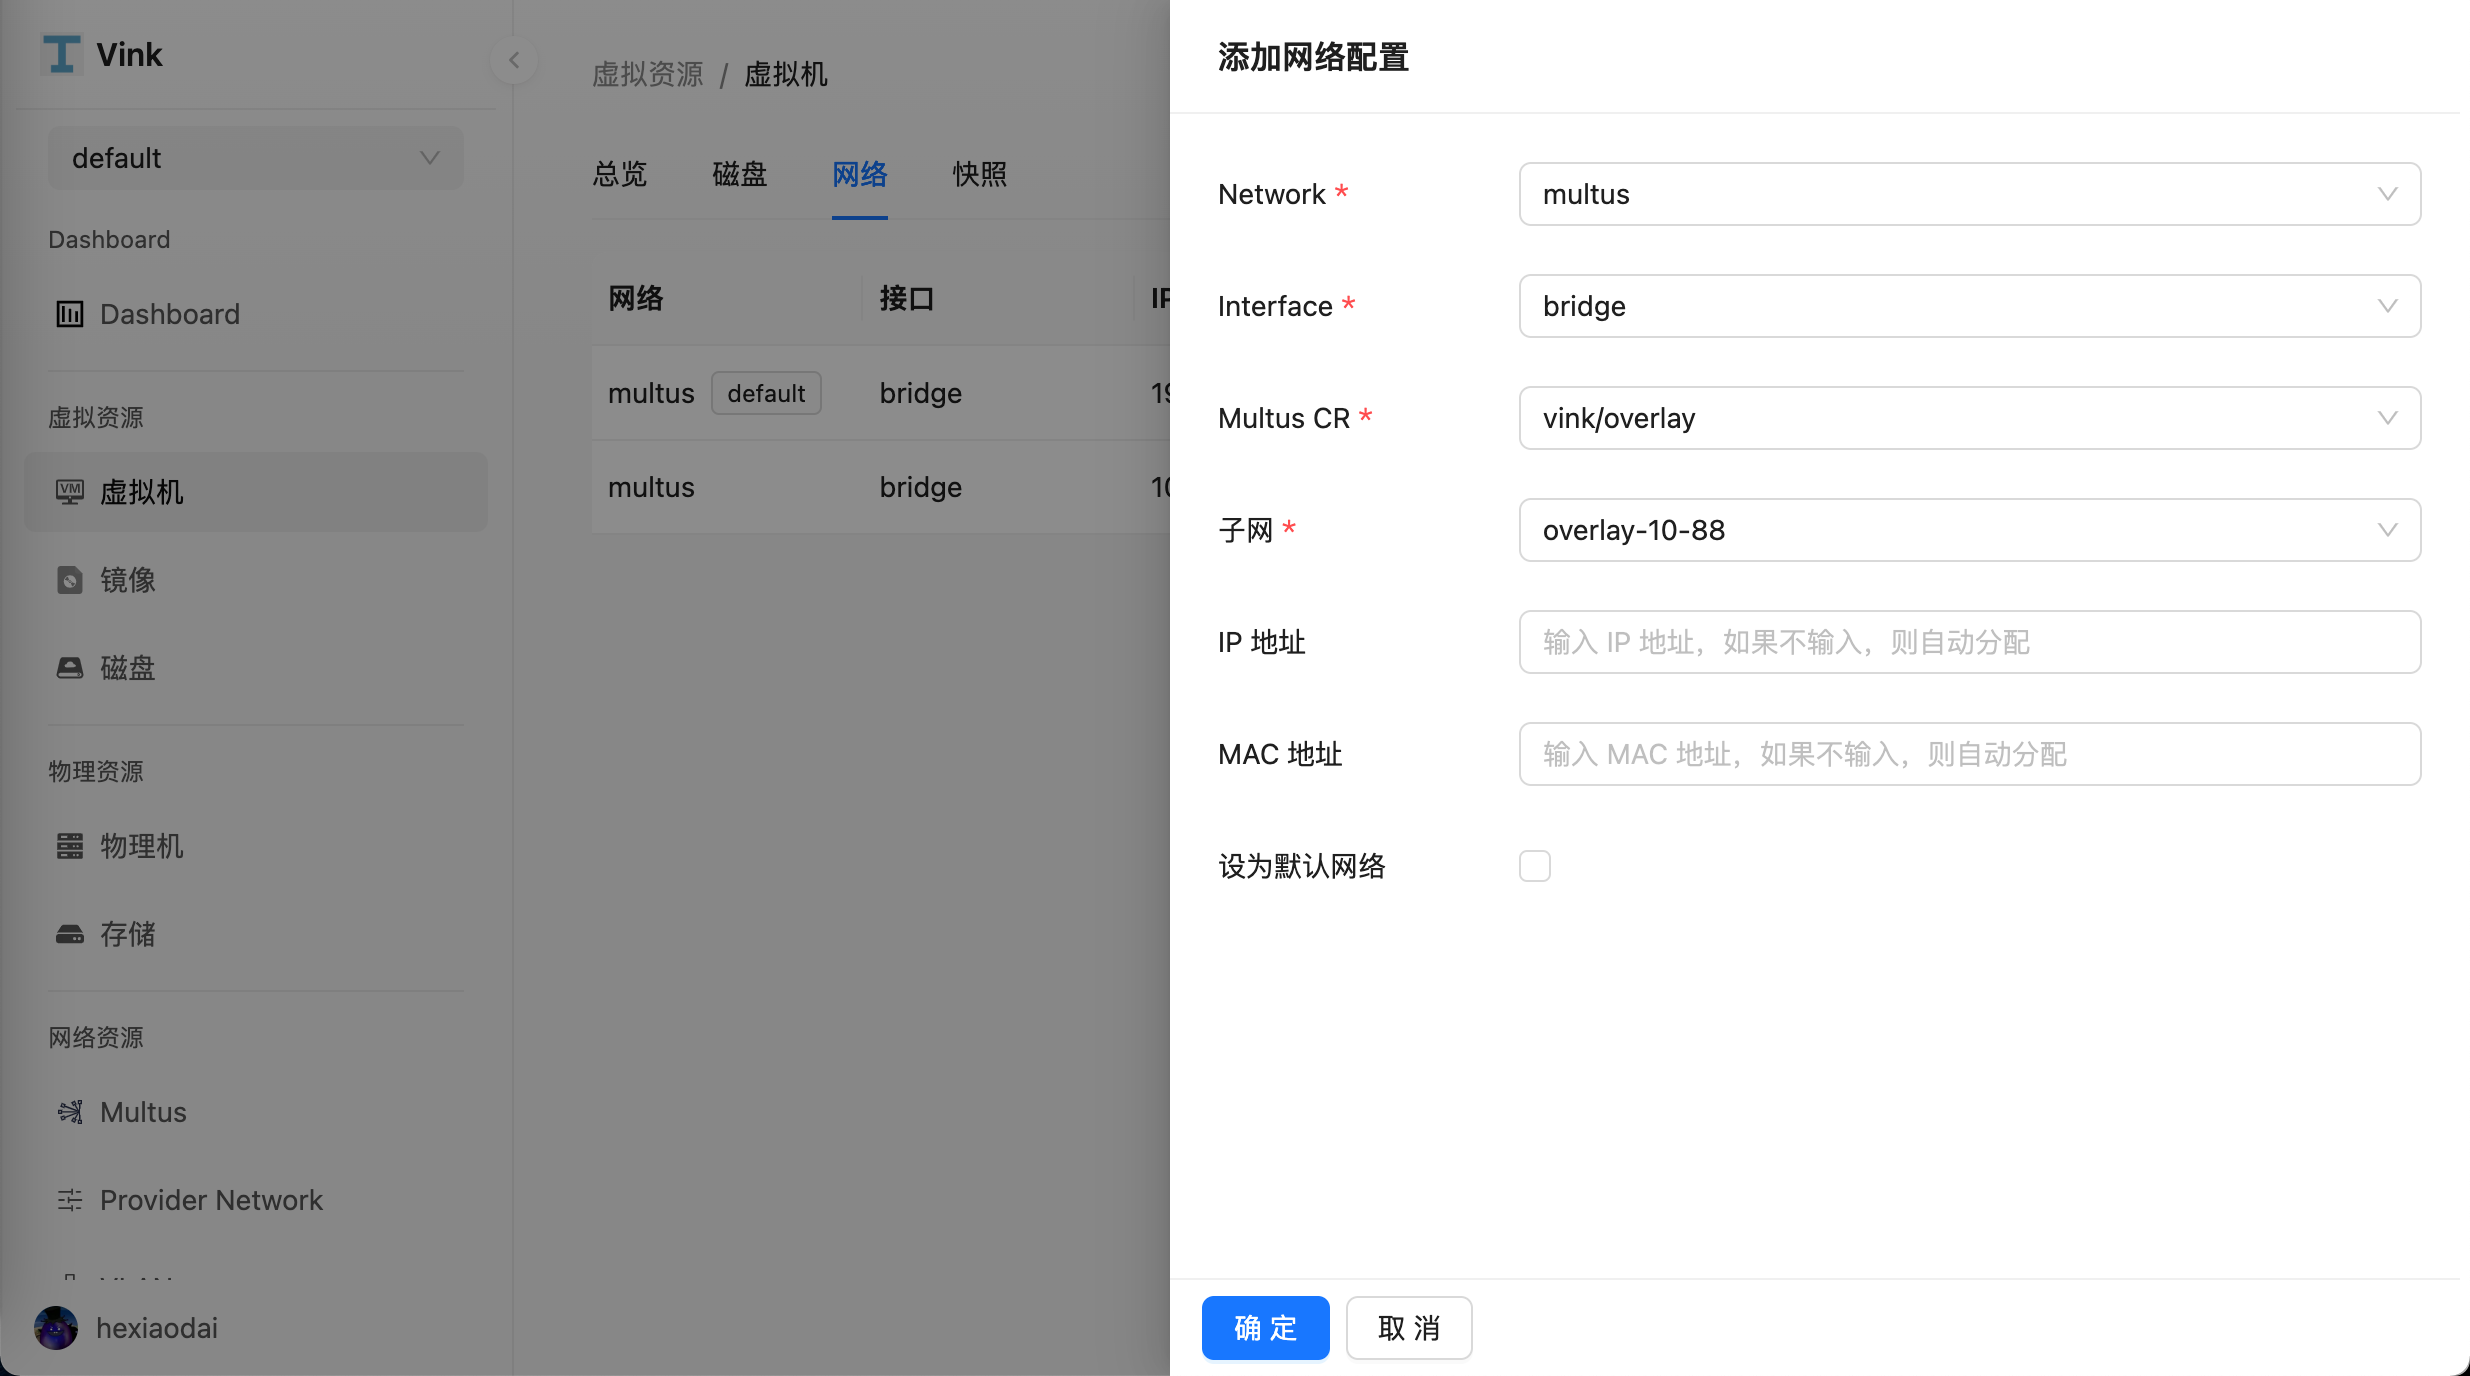 Vink
default
Dashboard
Dashboard
虚拟资源
虚拟机
镜像
磁盘
物理资源
物理机
存储
网络资源
Multus
Provider Network
hexiaodai
虚拟资源 / 虚拟机
总览 磁盘 网络 快照
网络 接口 IP
multus default bridge 19
multus bridge 10
添加网络配置
Network * multus
Interface * bridge
Multus CR * vink/overlay
子网 * overlay-10-88
IP 地址 输入 IP 地址，如果不输入，则自动分配
MAC 地址 输入 MAC 地址，如果不输入，则自动分配
设为默认网络
确 定 取 消